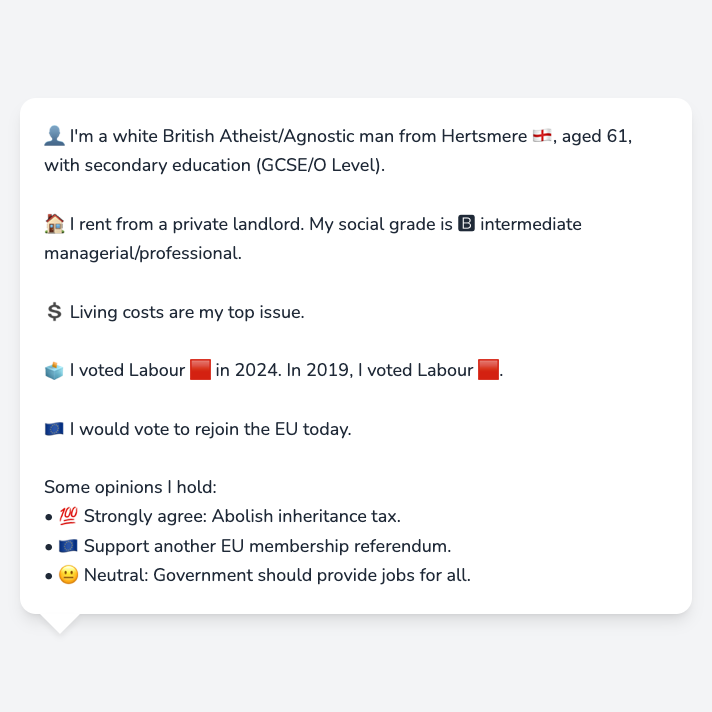 👤 I'm a white British Atheist/Agnostic man from Hertsmere 🏴󠁧󠁢󠁥󠁮󠁧󠁿, aged 61,
with secondary education (GCSE/O Level).
🏠 I rent from a private landlord. My social grade is 🅱 intermediate
managerial/professional.
💲 Living costs are my top issue.
🗳️ I voted Labour 🟥 in 2024. In 2019, I voted Labour 🟥.
🇪🇺 I would vote to rejoin the EU today.
Some opinions I hold:
• 💯 Strongly agree: Abolish inheritance tax.
• 🇪🇺 Support another EU membership referendum.
• 😐 Neutral: Government should provide jobs for all.